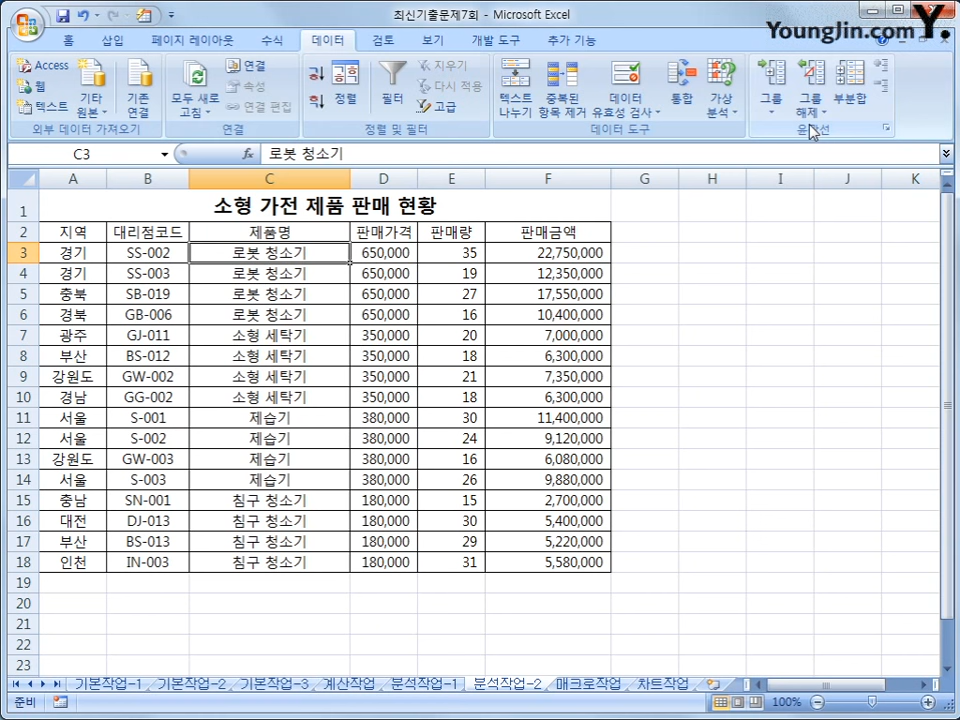 최신기출문제7회 - Microsoft Excel
YoungJin.com Y.
홈 삽입 페이지 레이아웃 수식 데이터 검토 보기 개발 도구 추가 기능
Access
웹
텍스트
기타 원본
기존 연결
외부 데이터 가져오기
모두 새로 고침
연결
속성
연결 편집
연결
정렬
필터
지우기
다시 적용
고급
정렬 및 필터
텍스트 나누기
중복된 항목 제거
데이터 유효성 검사
통합
가상 분석
데이터 도구
그룹
그룹 해제
부분합
C3 fx 로봇 청소기
A B C D E F G H I J K
1 소형 가전 제품 판매 현황
2 지역 대리점코드 제품명 판매가격 판매량 판매금액
3 경기 SS-002 로봇 청소기 650,000 35 22,750,000
4 경기 SS-003 로봇 청소기 650,000 19 12,350,000
5 충북 SB-019 로봇 청소기 650,000 27 17,550,000
6 경북 GB-006 로봇 청소기 650,000 16 10,400,000
7 광주 GJ-011 소형 세탁기 350,000 20 7,000,000
8 부산 BS-012 소형 세탁기 350,000 18 6,300,000
9 강원도 GW-002 소형 세탁기 350,000 21 7,350,000
10 경남 GG-002 소형 세탁기 350,000 18 6,300,000
11 서울 S-001 제습기 380,000 30 11,400,000
12 서울 S-002 제습기 380,000 24 9,120,000
13 강원도 GW-003 제습기 380,000 16 6,080,000
14 서울 S-003 제습기 380,000 26 9,880,000
15 충남 SN-001 침구 청소기 180,000 15 2,700,000
16 대전 DJ-013 침구 청소기 180,000 30 5,400,000
17 부산 BS-013 침구 청소기 180,000 29 5,220,000
18 인천 IN-003 침구 청소기 180,000 31 5,580,000
19
20
21
22
23
기본작업-1 기본작업-2 기본작업-3 계산작업 분석작업-1 분석작업-2 매크로작업 차트작업
준비 100%